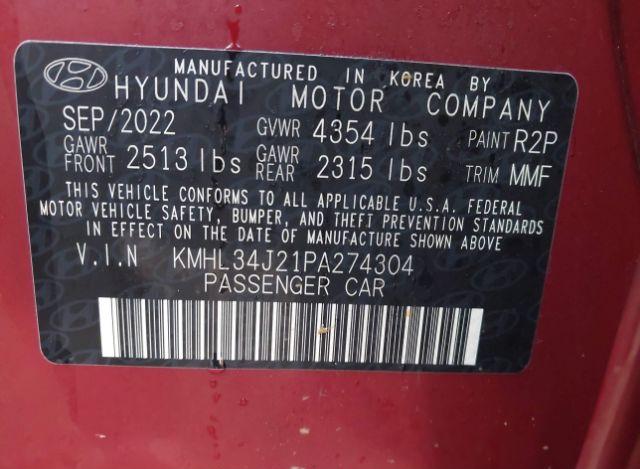 MANUFACTURED IN KOREA BY
HYUNDAI MOTOR COMPANY
SEP/2022 GVWR 4354 lbs PAINT R2P
GAWR FRONT 2513 lbs GAWR REAR 2315 lbs TRIM MMF
THIS VEHICLE CONFORMS TO ALL APPLICABLE U.S.A. FEDERAL
MOTOR VEHICLE SAFETY, BUMPER, AND THEFT PREVENTION STANDARDS
IN EFFECT ON THE DATE OF MANUFACTURE SHOWN ABOVE
V.I.N KMHL34J21PA274304
PASSENGER CAR